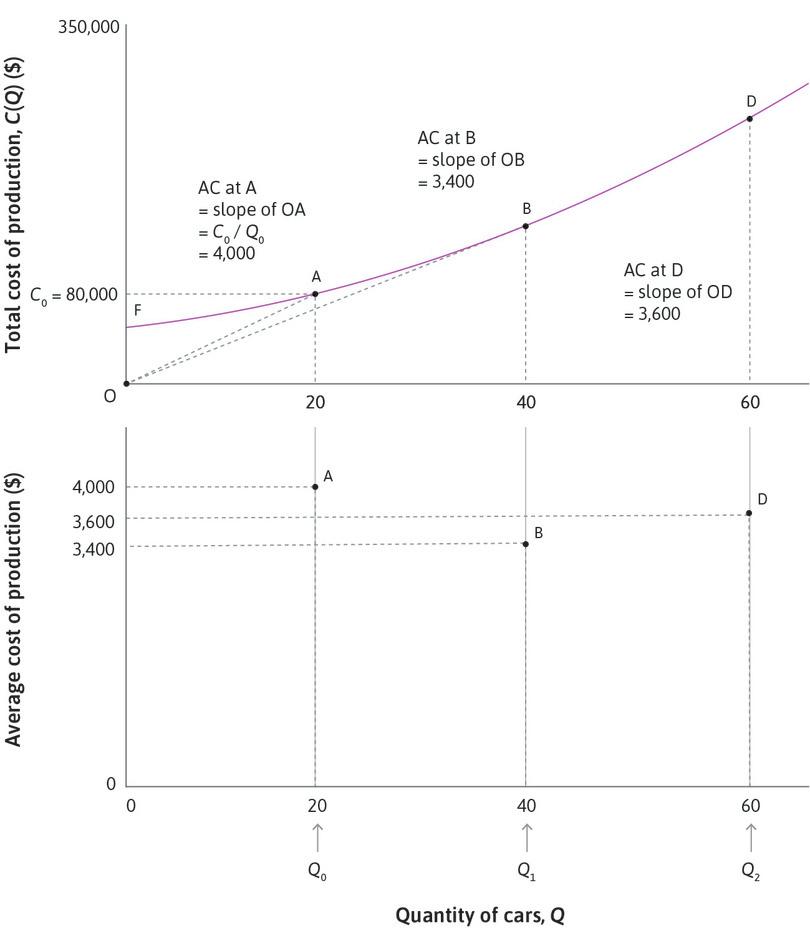 350,000
Total cost of production, C(Q) ($)
D
AC at B
= slope of OB
= 3,400
AC at A
= slope of OA
= C₀ / Q₀
= 4,000
B
AC at D
= slope of OD
= 3,600
A
C₀ = 80,000
F
O
20
40
60
Average cost of production ($)
4,000
A
3,600
D
3,400
B
0
0
20
40
60
Q₀
Q₁
Q₂
Quantity of cars, Q